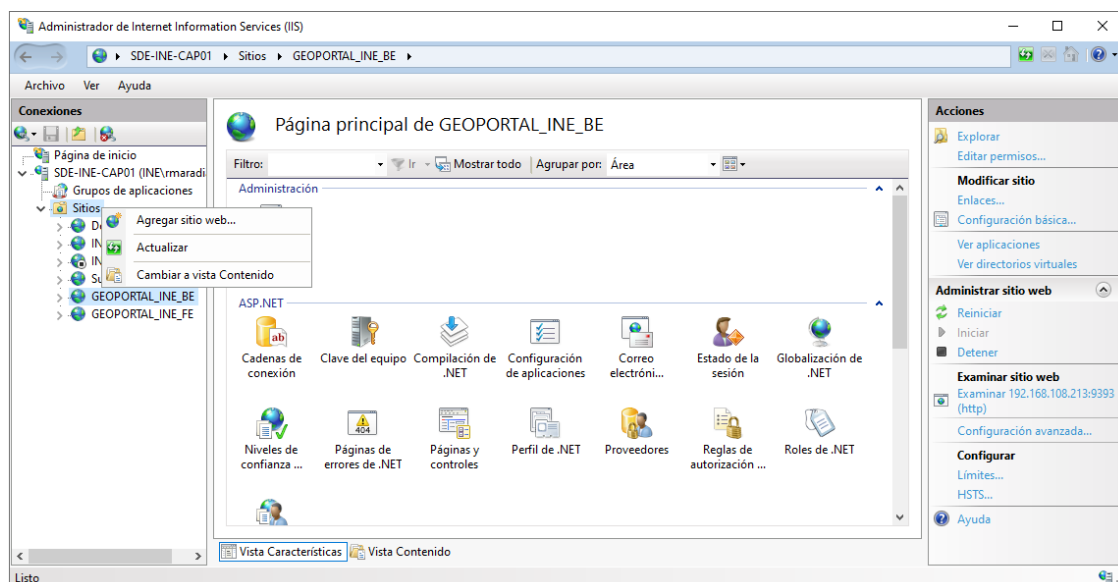 Administrador de Internet Information Services (IIS)
SDE-INE-CAP01 Sitios GEOPORTAL_INE_BE
Archivo Ver Ayuda
Conexiones
Página de inicio
SDE-INE-CAP01 (INE\rmaradi
Grupos de aplicaciones
Sitios
D
IN
IN
Su
GEOPORTAL_INE_BE
GEOPORTAL_INE_FE
Agregar sitio web...
Actualizar
Cambiar a vista Contenido
Página principal de GEOPORTAL_INE_BE
Filtro: Ir Mostrar todo Agrupar por: Área
Administración
ASP.NET
ab
Cadenas de
conexión
Clave del equipo
Compilación de
.NET
Configuración
de aplicaciones
Correo
electróni...
Estado de la
sesión
Globalización de
.NET
Niveles de
confianza ...
404
Páginas de
errores de .NET
Páginas y
controles
Perfil de .NET
Proveedores
Reglas de
autorización ...
Roles de .NET
Vista Características Vista Contenido
Acciones
Explorar
Editar permisos...
Modificar sitio
Enlaces...
Configuración básica...
Ver aplicaciones
Ver directorios virtuales
Administrar sitio web
Reiniciar
Iniciar
Detener
Examinar sitio web
Examinar 192.168.108.213:9393
(http)
Configuración avanzada...
Configurar
Límites...
HSTS...
Ayuda
Listo